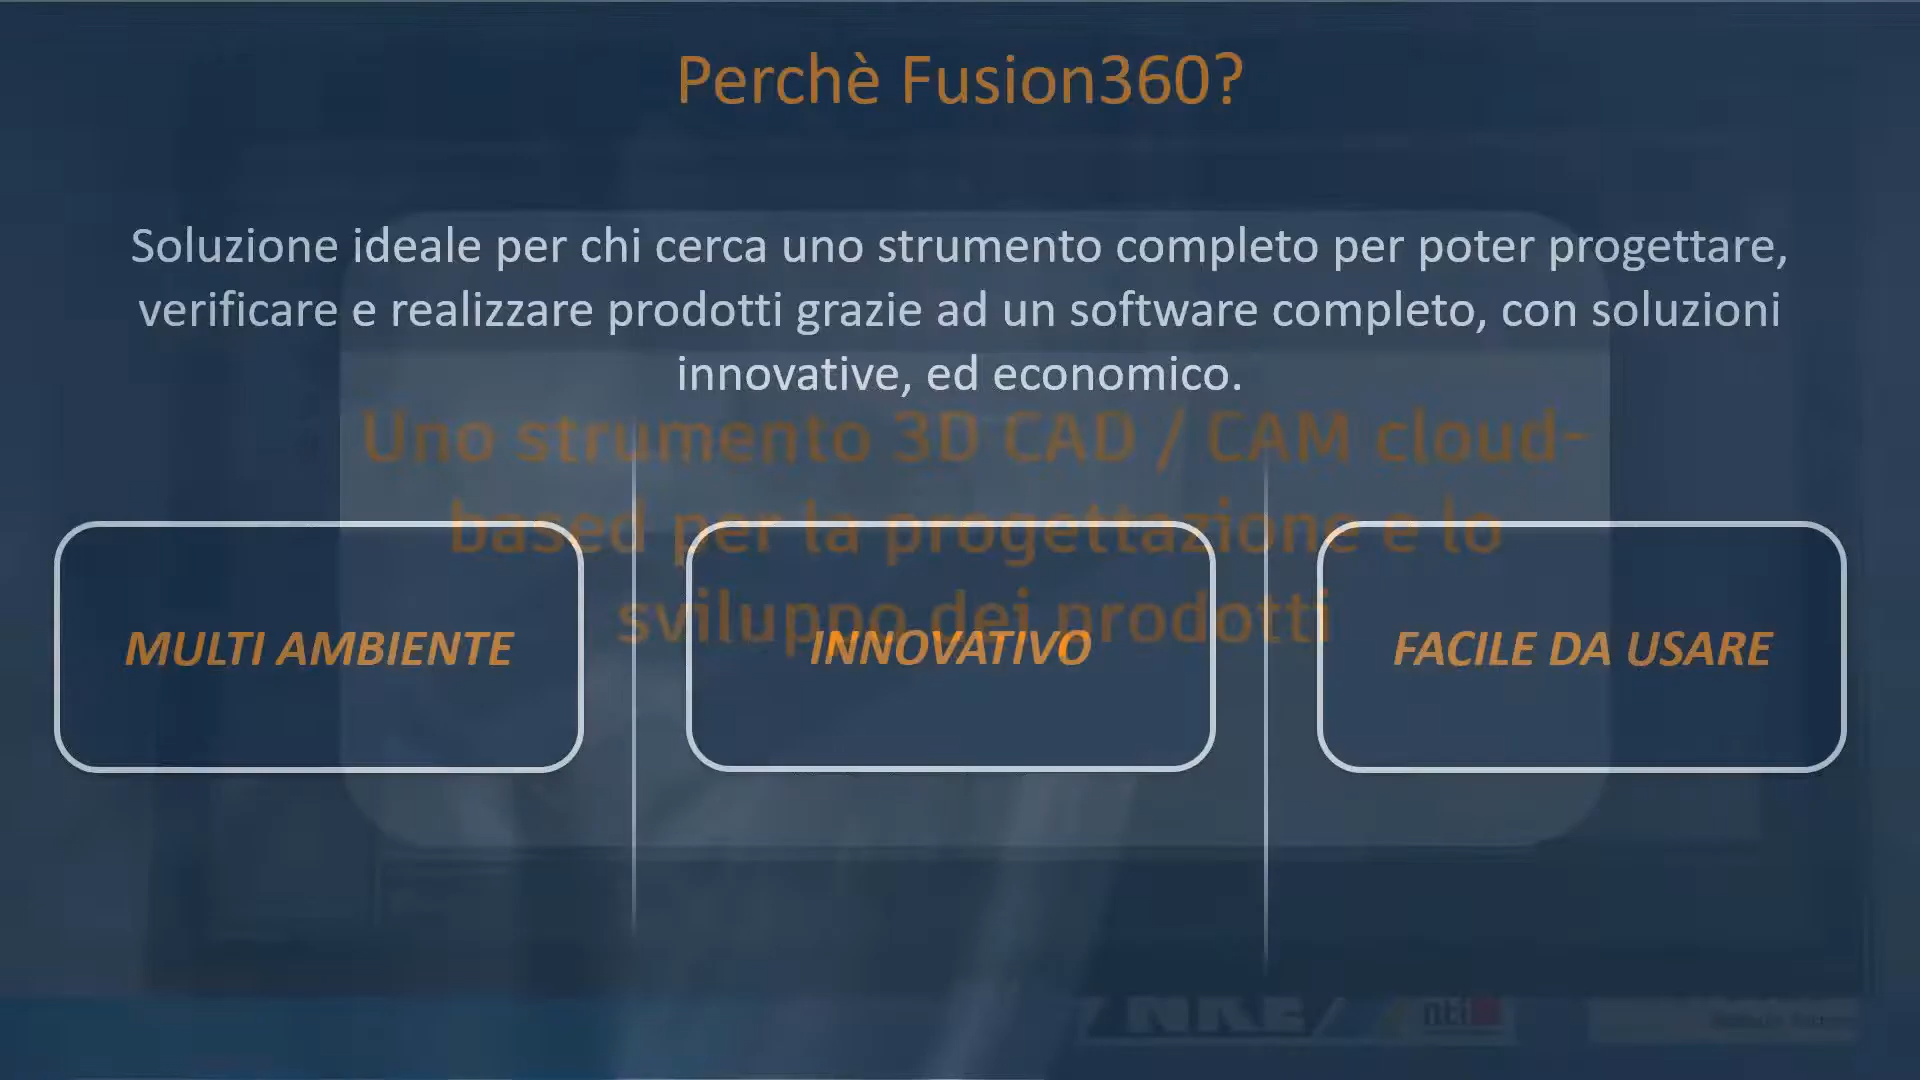 Perchè Fusion360?
Soluzione ideale per chi cerca uno strumento completo per poter progettare,
verificare e realizzare prodotti grazie ad un software completo, con soluzioni
innovative, ed economico.
Uno strumento 3D CAD / CAM cloud-
based per la progettazione e lo
sviluppo dei prodotti
MULTI AMBIENTE
INNOVATIVO
FACILE DA USARE
NKE
nti